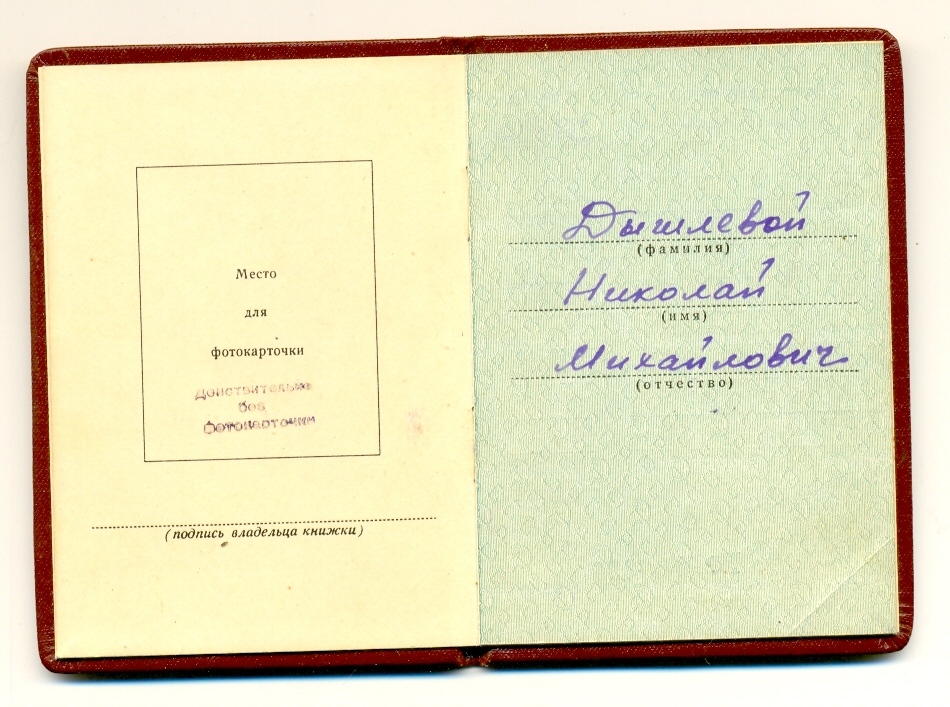 Место
для
фотокарточки
Действительно
без
фотокарточки
(подпись владельца книжки)
Дышлевой
(фамилия)
Николай
(имя)
Михайлович
(отчество)